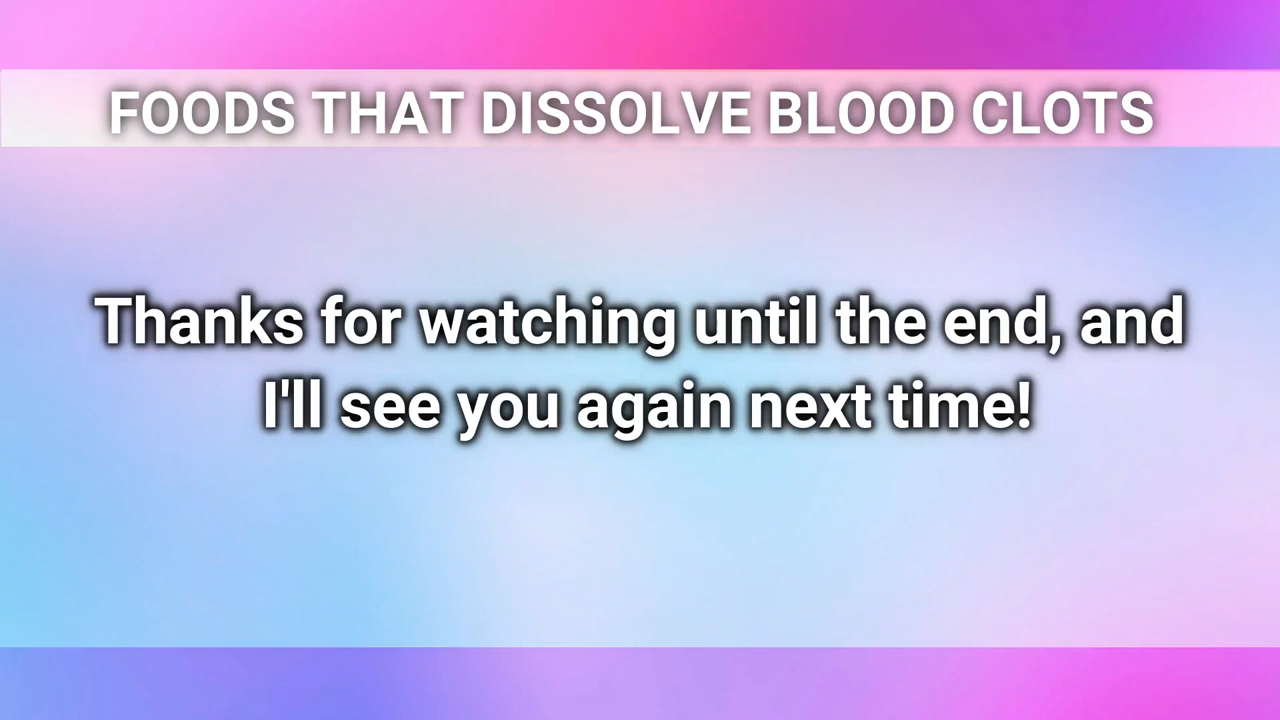 FOODS THAT DISSOLVE BLOOD CLOTS
Thanks for watching until the end, and
I'll see you again next time!